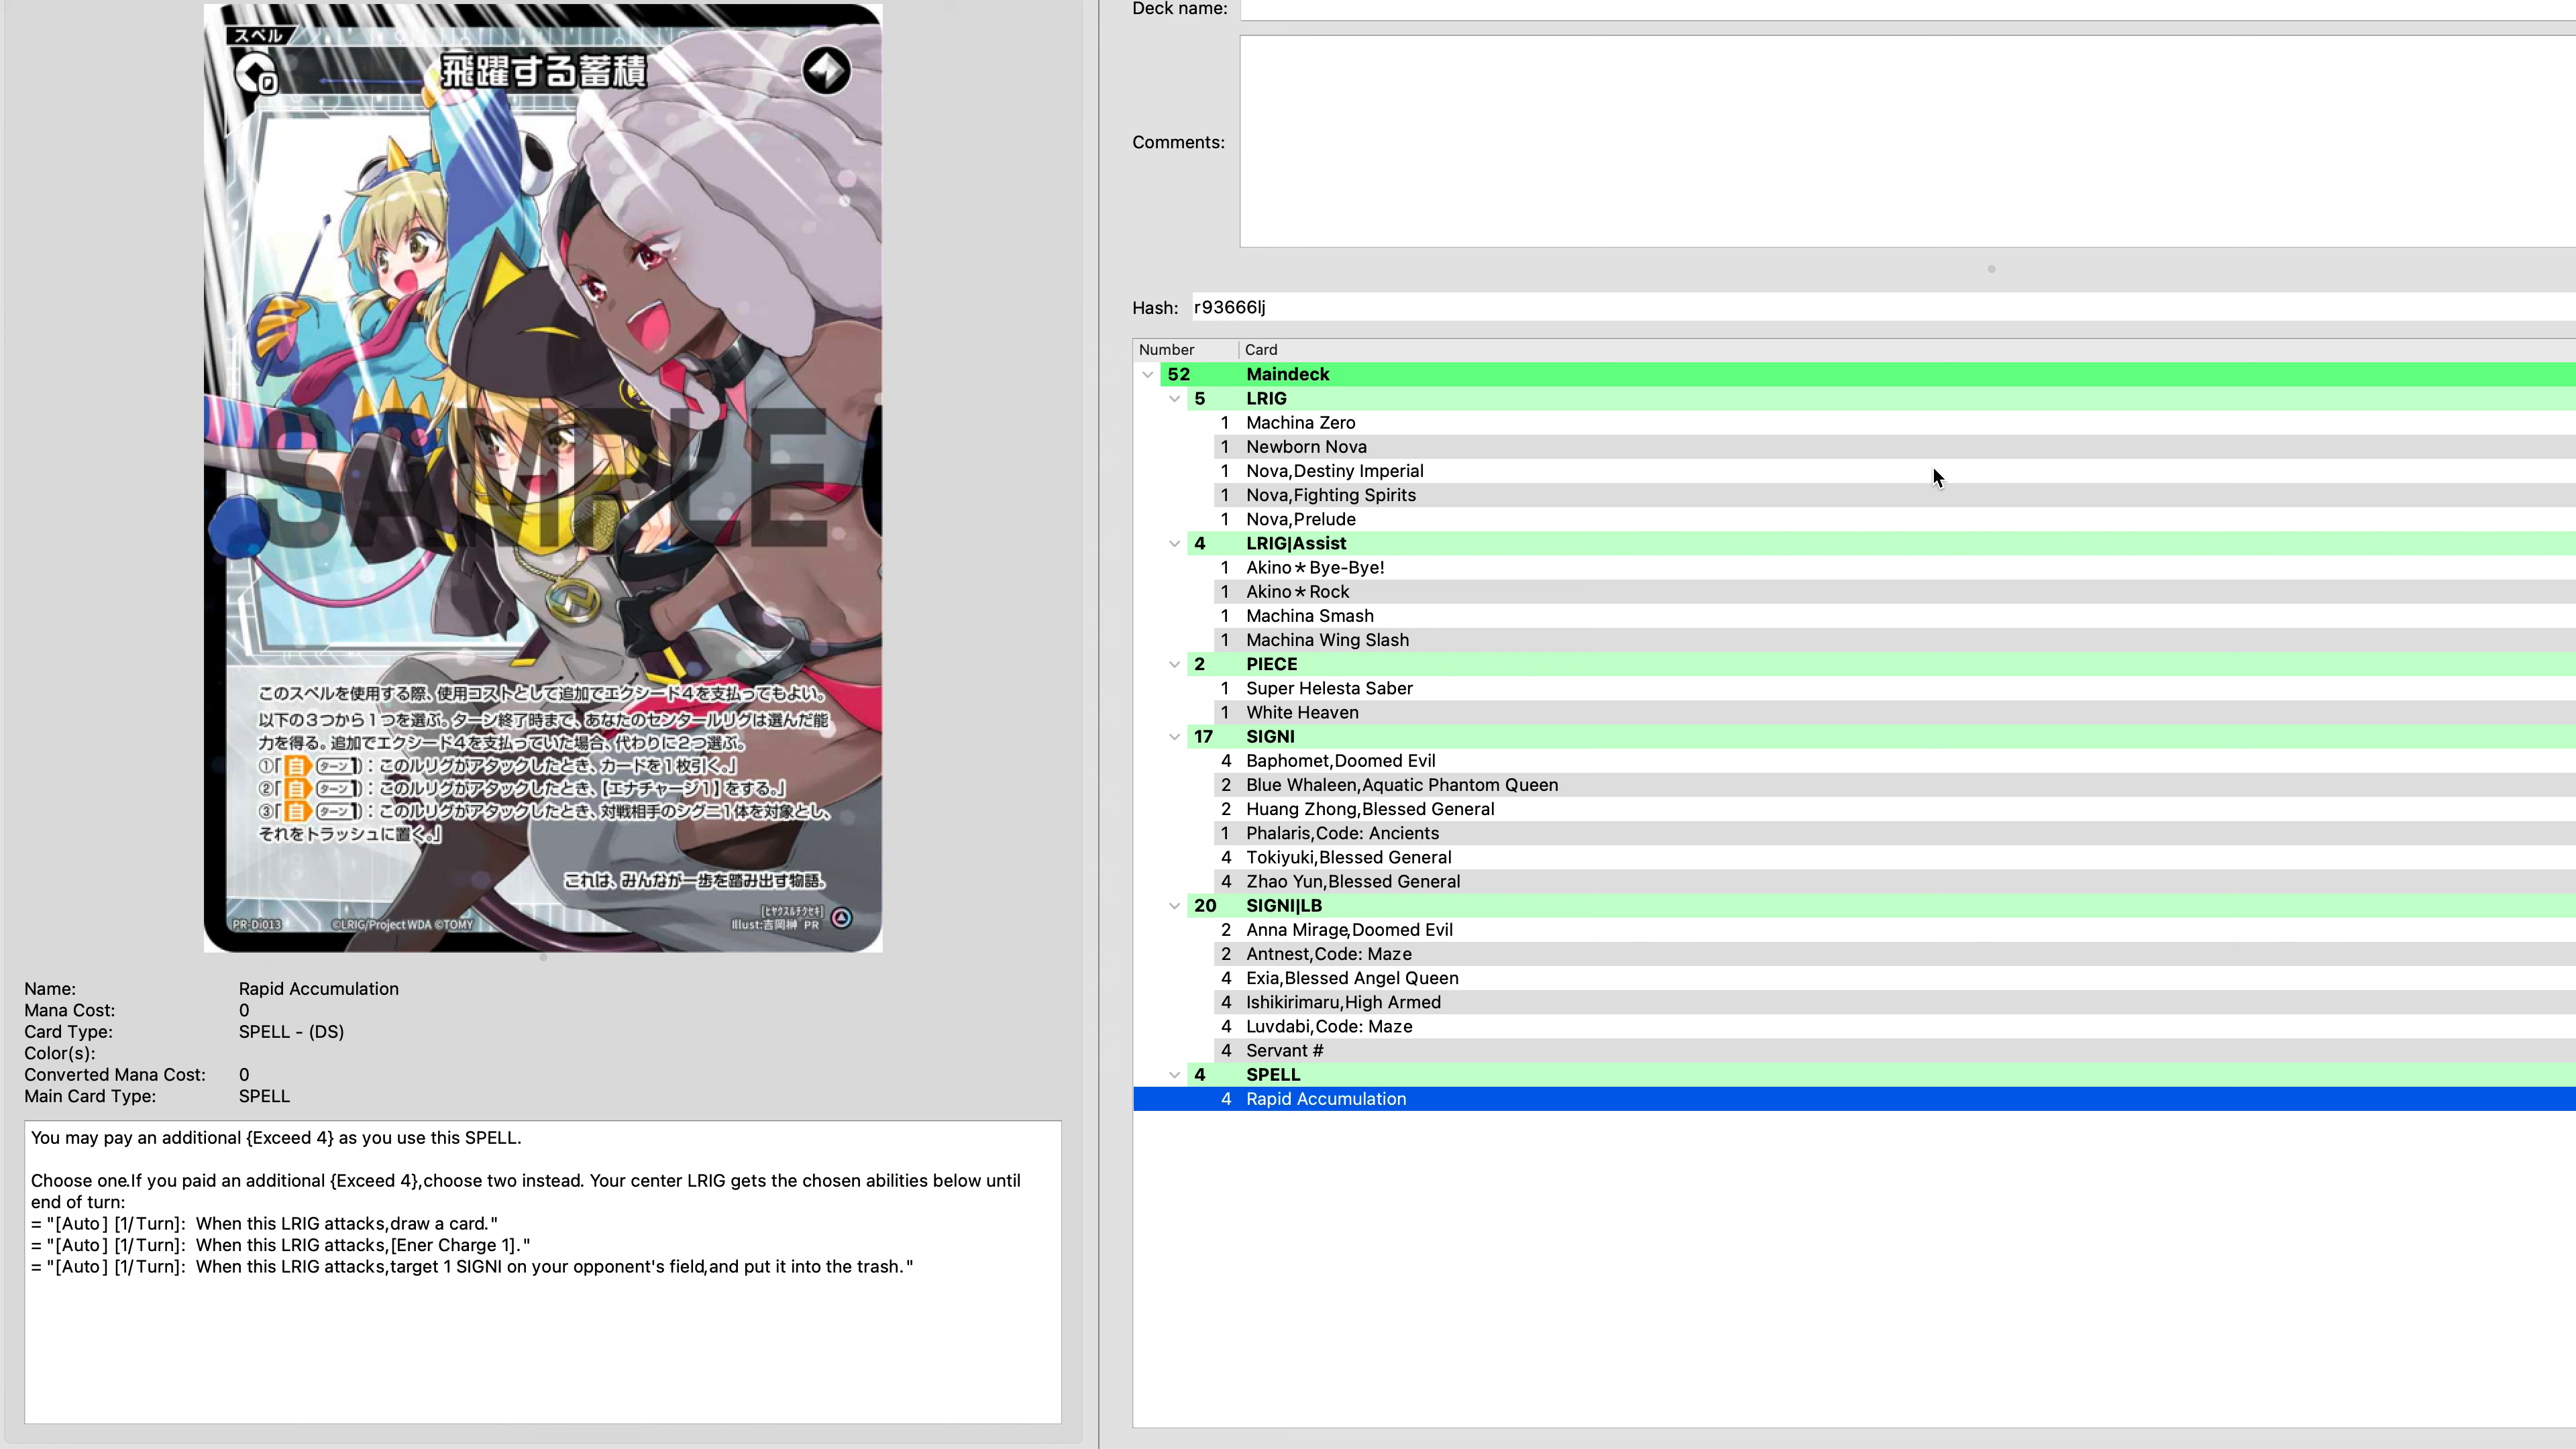 スペル
0
飛躍する蓄積
SAMPLE
このスペルを使用する際、使用コストとして追加でエクシード4を支払ってもよい。
以下の3つから1つを選ぶ。ターン終了時まで、あなたのセンタールリグは選んだ能
力を得る。追加でエクシード4を支払っていた場合、代わりに2つ選ぶ。
①「自 ターン1:このルリグがアタックしたとき、カードを1枚引く。」
②「自 ターン1:このルリグがアタックしたとき、【エナチャージ1】をする。」
③「自 ターン1:このルリグがアタックしたとき、対戦相手のシグニ1体を対象とし、
それをトラッシュに置く。」
これは、みんなが一歩を踏み出す物語。
[ヒヤクスルチクセキ]
PR-Di013 ©LRIG/Project WDA ©TOMY Illust:吉岡榊 PR
Name: Rapid Accumulation
Mana Cost: 0
Card Type: SPELL - (DS)
Color(s):
Converted Mana Cost: 0
Main Card Type: SPELL
You may pay an additional {Exceed 4} as you use this SPELL.
Choose one.If you paid an additional {Exceed 4},choose two instead. Your center LRIG gets the chosen abilities below until
end of turn:
= "[Auto] [1/Turn]: When this LRIG attacks,draw a card."
= "[Auto] [1/Turn]: When this LRIG attacks,[Ener Charge 1]."
= "[Auto] [1/Turn]: When this LRIG attacks,target 1 SIGNI on your opponent's field,and put it into the trash."
Deck name:
Comments:
Hash: r93666lj
Number Card
52 Maindeck
5 LRIG
1 Machina Zero
1 Newborn Nova
1 Nova,Destiny Imperial
1 Nova,Fighting Spirits
1 Nova,Prelude
4 LRIG|Assist
1 Akino＊Bye-Bye!
1 Akino＊Rock
1 Machina Smash
1 Machina Wing Slash
2 PIECE
1 Super Helesta Saber
1 White Heaven
17 SIGNI
4 Baphomet,Doomed Evil
2 Blue Whaleen,Aquatic Phantom Queen
2 Huang Zhong,Blessed General
1 Phalaris,Code: Ancients
4 Tokiyuki,Blessed General
4 Zhao Yun,Blessed General
20 SIGNI|LB
2 Anna Mirage,Doomed Evil
2 Antnest,Code: Maze
4 Exia,Blessed Angel Queen
4 Ishikirimaru,High Armed
4 Luvdabi,Code: Maze
4 Servant #
4 SPELL
4 Rapid Accumulation